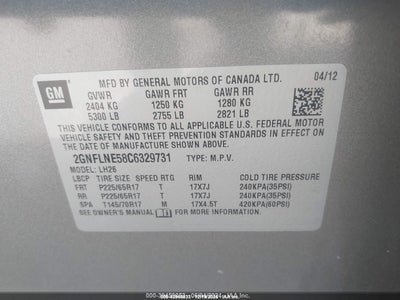 GM
MFD BY GENERAL MOTORS OF CANADA LTD. 04/12
GVWR GAWR FRT GAWR RR
2404 KG 1250 KG 1280 KG
5300 LB 2755 LB 2821 LB
THIS VEHICLE CONFORMS TO ALL APPLICABLE U.S. FEDERAL MOTOR
VEHICLE SAFETY AND THEFT PREVENTION STANDARDS IN EFFECT ON
THE DATE OF MANUFACTURE SHOWN ABOVE.
2GNFLNE58C6329731 TYPE: M.P.V.
MODEL: LH26
LBCP TIRE SIZE SPEED RTG RIM COLD TIRE PRESSURE
FRT P225/65R17 T 17X7J 240KPA(35PSI)
RR P225/65R17 T 17X7J 240KPA(35PSI)
SPA T145/70R17 M 17X4.5T 420KPA(60PSI)
SEE OWNER'S MANUAL FOR ADDITIONAL INFORMATION.